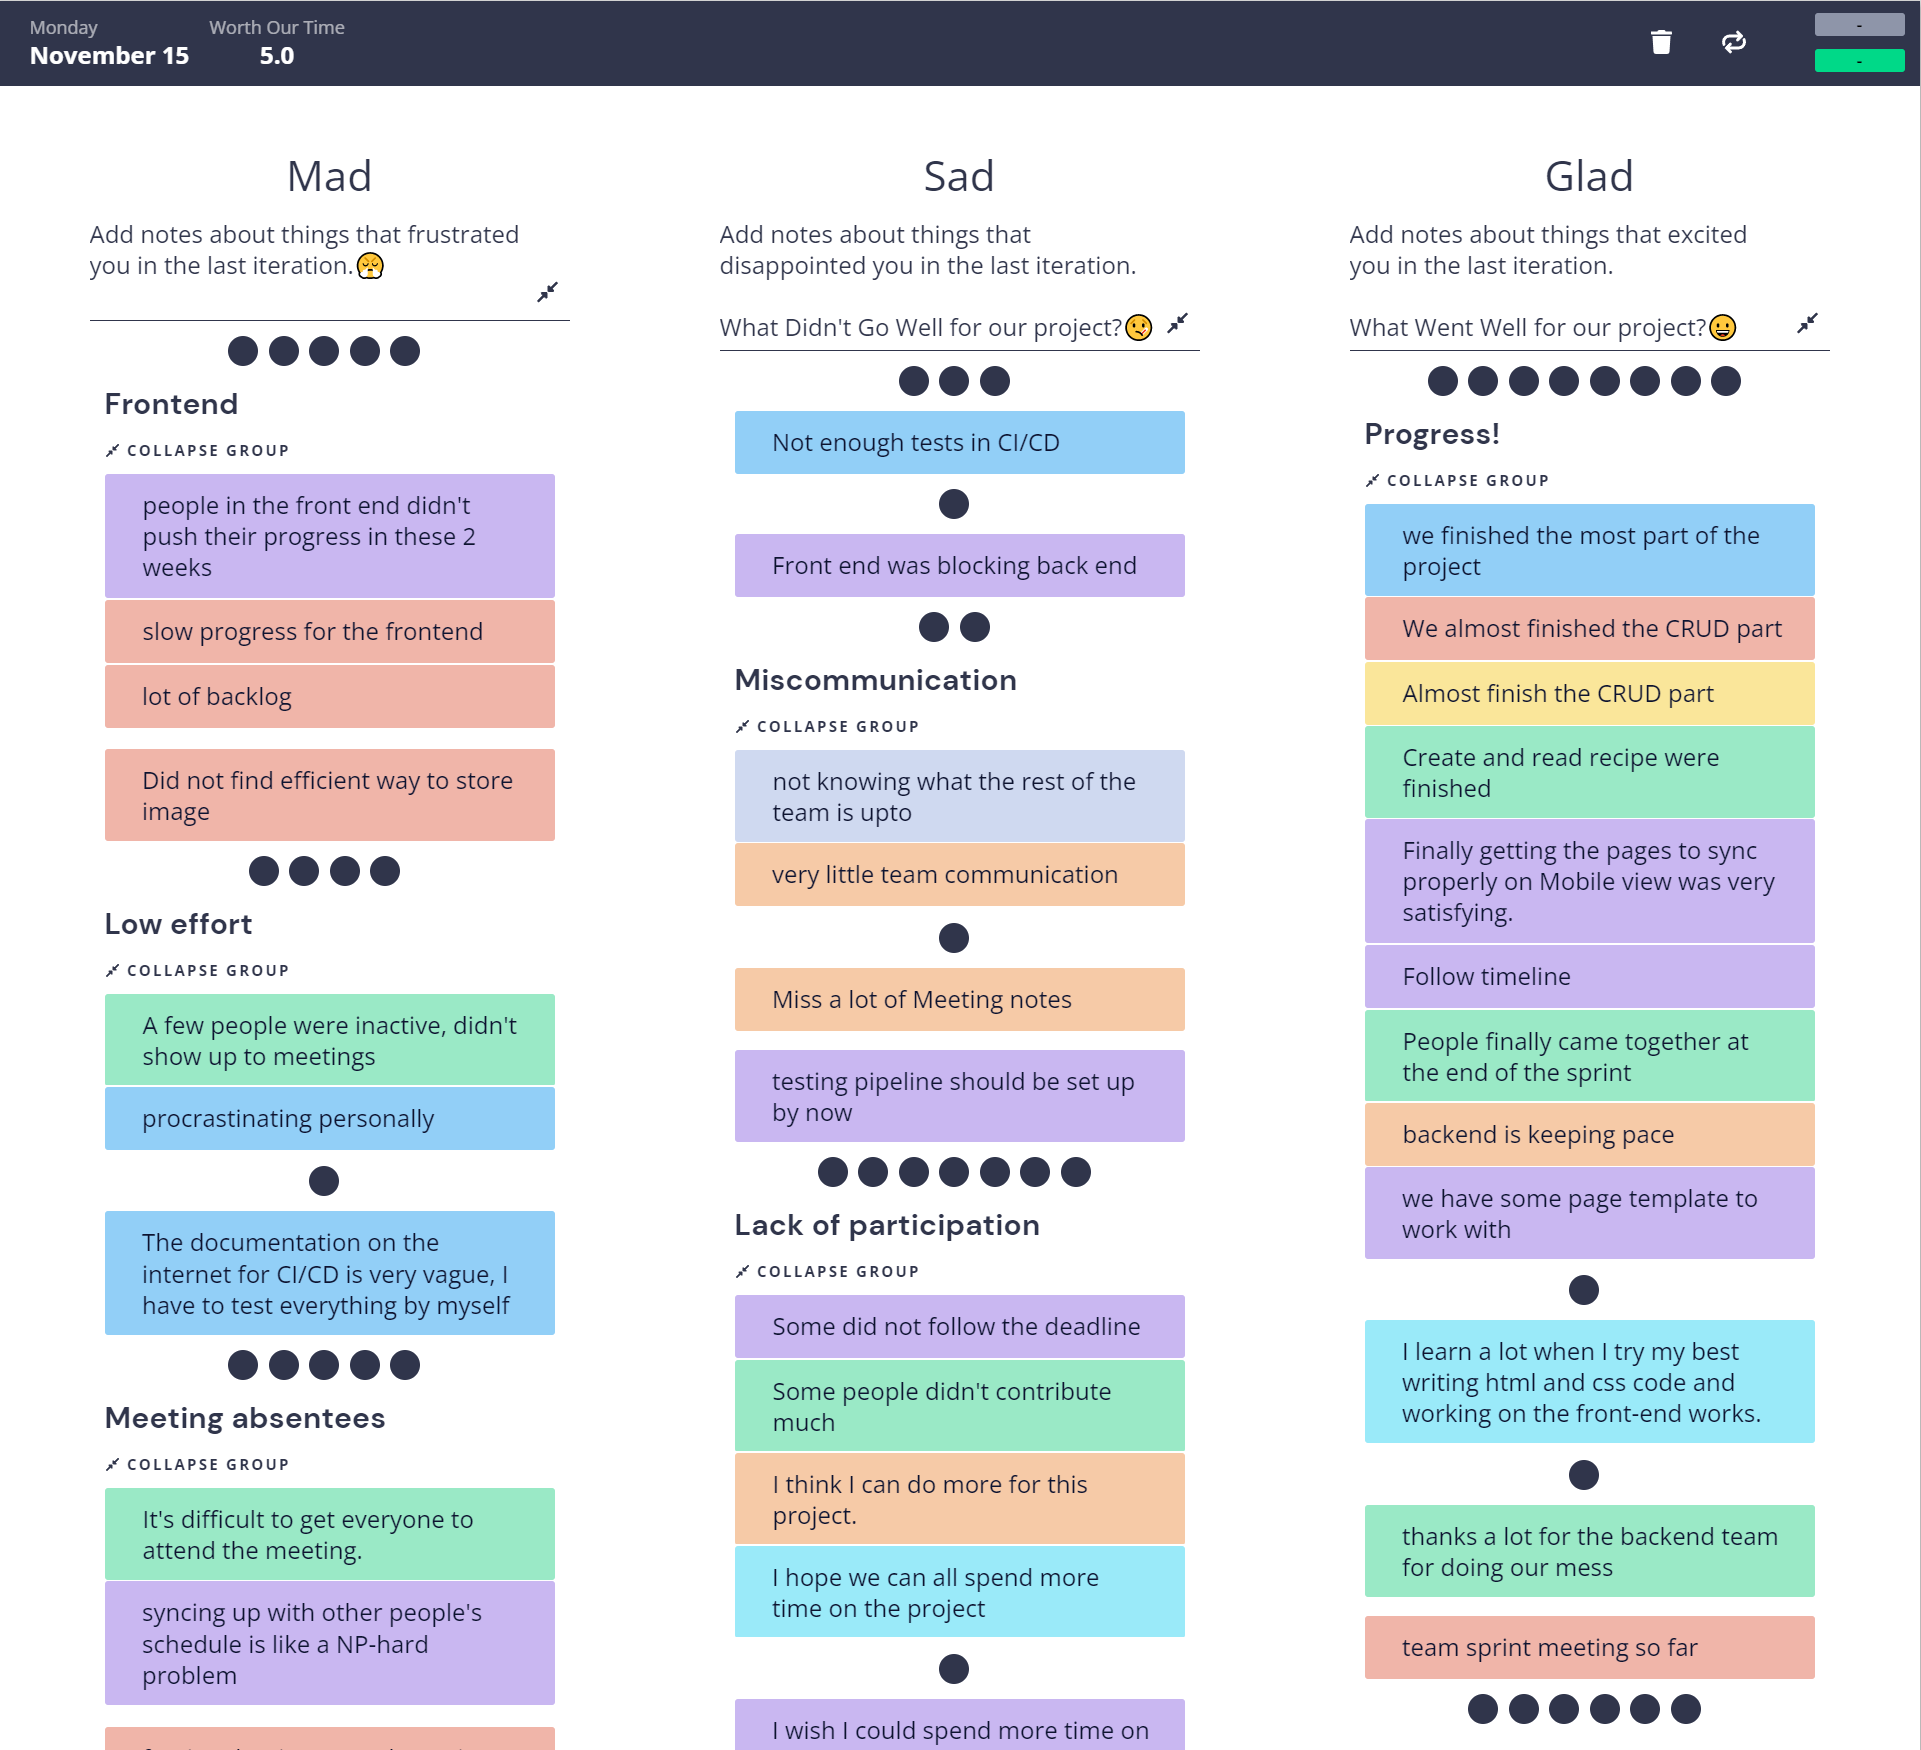 Monday
November 15
Worth Our Time
5.0
-
-
Mad
Add notes about things that frustrated
you in the last iteration.😤
Frontend
COLLAPSE GROUP
people in the front end didn't
push their progress in these 2
weeks
slow progress for the frontend
lot of backlog
Did not find efficient way to store
image
Low effort
COLLAPSE GROUP
A few people were inactive, didn't
show up to meetings
procrastinating personally
The documentation on the
internet for CI/CD is very vague, I
have to test everything by myself
Meeting absentees
COLLAPSE GROUP
It's difficult to get everyone to
attend the meeting.
syncing up with other people's
schedule is like a NP-hard
problem
Sad
Add notes about things that
disappointed you in the last iteration.
What Didn't Go Well for our project?🤒
Not enough tests in CI/CD
Front end was blocking back end
Miscommunication
COLLAPSE GROUP
not knowing what the rest of the
team is upto
very little team communication
Miss a lot of Meeting notes
testing pipeline should be set up
by now
Lack of participation
COLLAPSE GROUP
Some did not follow the deadline
Some people didn't contribute
much
I think I can do more for this
project.
I hope we can all spend more
time on the project
I wish I could spend more time on
Glad
Add notes about things that excited
you in the last iteration.
What Went Well for our project?😀
Progress!
COLLAPSE GROUP
we finished the most part of the
project
We almost finished the CRUD part
Almost finish the CRUD part
Create and read recipe were
finished
Finally getting the pages to sync
properly on Mobile view was very
satisfying.
Follow timeline
People finally came together at
the end of the sprint
backend is keeping pace
we have some page template to
work with
I learn a lot when I try my best
writing html and css code and
working on the front-end works.
thanks a lot for the backend team
for doing our mess
team sprint meeting so far